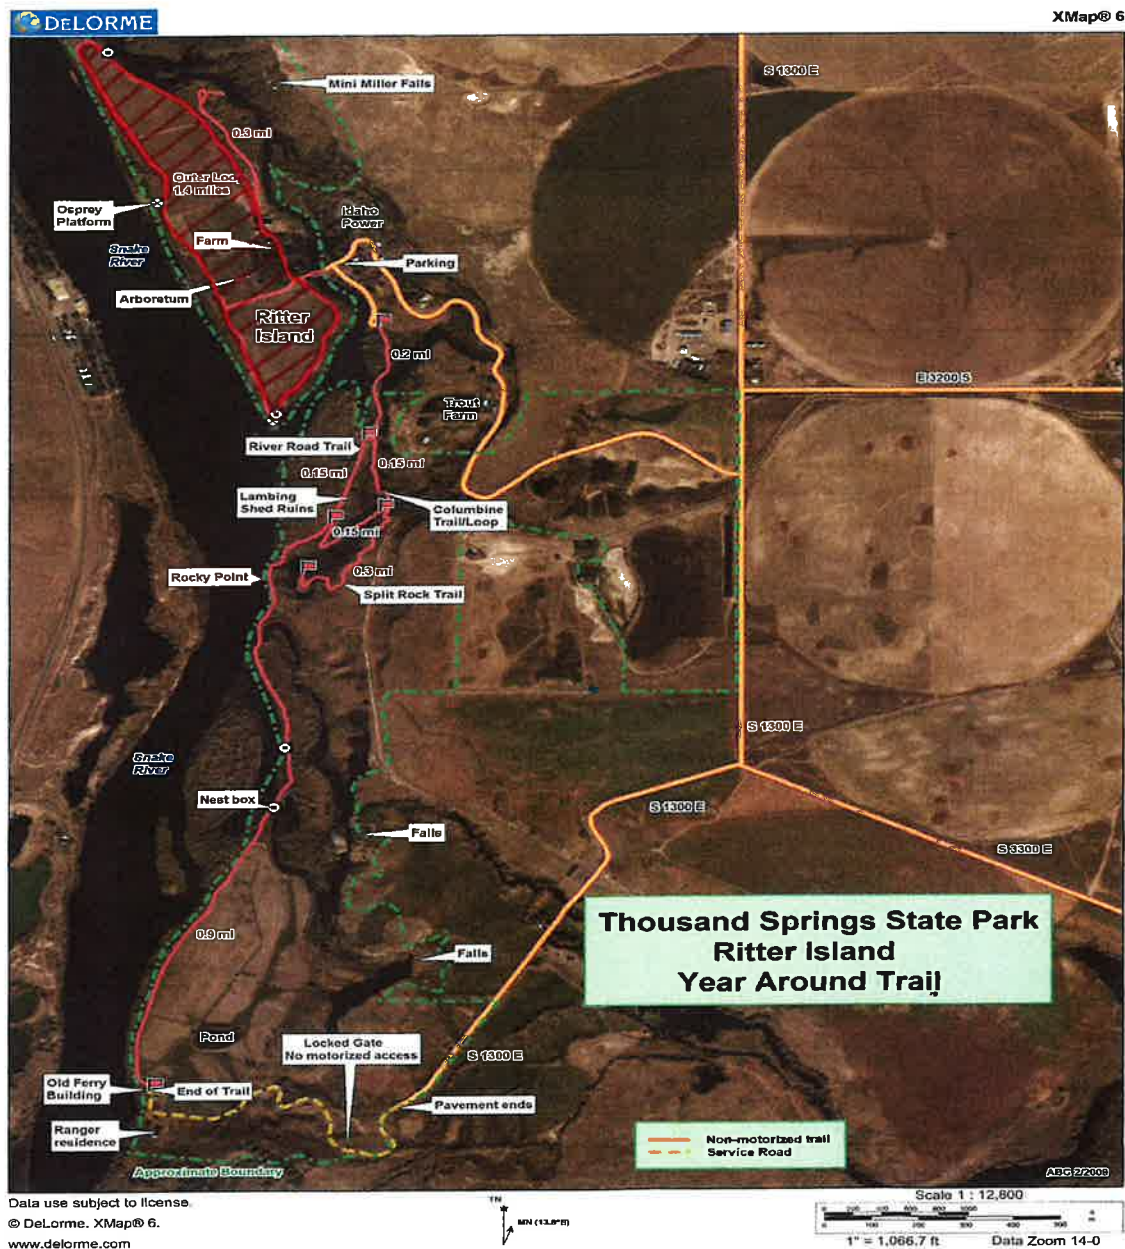 DELORME
XMap® 6
S 1300 E
Mini Miller Falls
0.3 mi
Outer Loo
1.4 miles
Osprey
Platform
Idaho
Power
Snake
River
Farm
Parking
Arboretum
Ritter
Island
0.2 mi
E 3200 S
Trout
Farm
River Road Trail
0.15 mi
0.15 mi
Lambing
Shed Ruins
Columbine
Trail/Loop
0.15 mi
Rocky Point
0.3 mi
Split Rock Trail
S 1300 E
Snake
River
Nest box
S 1300 E
Falls
S 3300 E
Thousand Springs State Park
Ritter Island
Year Around Trail
0.9 mi
Falls
Pond
Locked Gate
No motorized access
S 1300 E
Old Ferry
Building
End of Trail
Pavement ends
Ranger
residence
Non-motorized trail
Service Road
Approximate Boundary
ABC 2/2008
Data use subject to license.
© DeLorme. XMap® 6.
www.delorme.com
TN
MN (13.8°E)
Scale 1 : 12,800
1" = 1,066.7 ft
Data Zoom 14-0